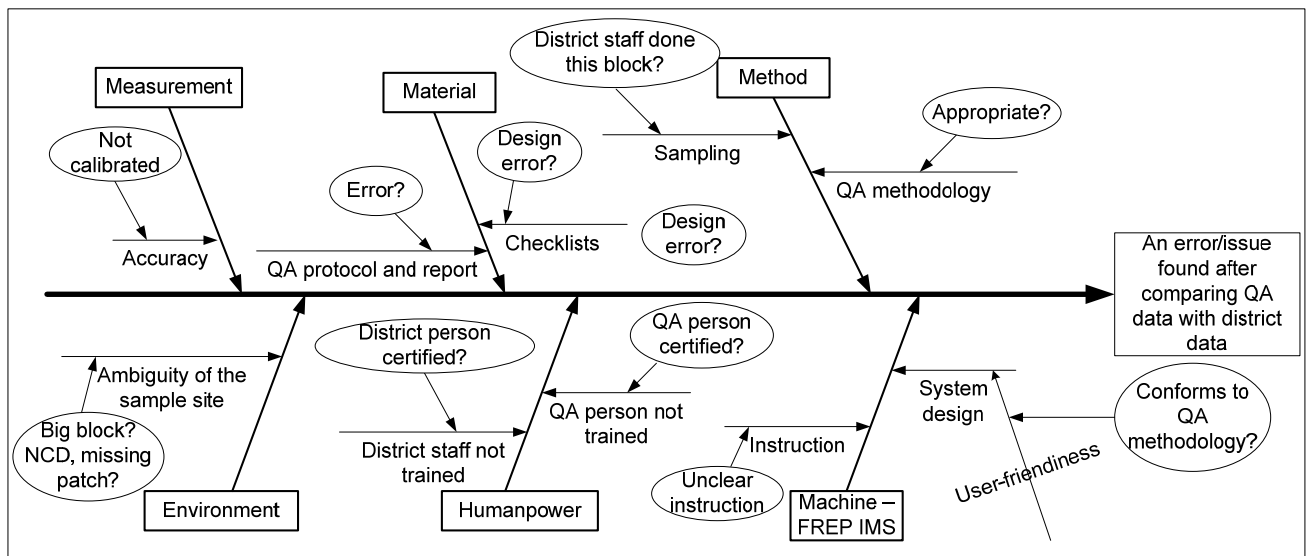 District staff done
this block?
Measurement
Material
Method
Not
calibrated
Appropriate?
Design
error?
Sampling
Error?
QA methodology
Checklists
Design
error?
Accuracy
QA protocol and report
An error/issue
found after
comparing QA
data with district
data
District person
certified?
QA person
certified?
Ambiguity of the
sample site
System
design
Conforms to
QA
methodology?
Big block?
NCD, missing
patch?
QA person not
trained
District staff not
trained
Instruction
User-friendiness
Unclear
instruction
Environment
Humanpower
Machine –
FREP IMS